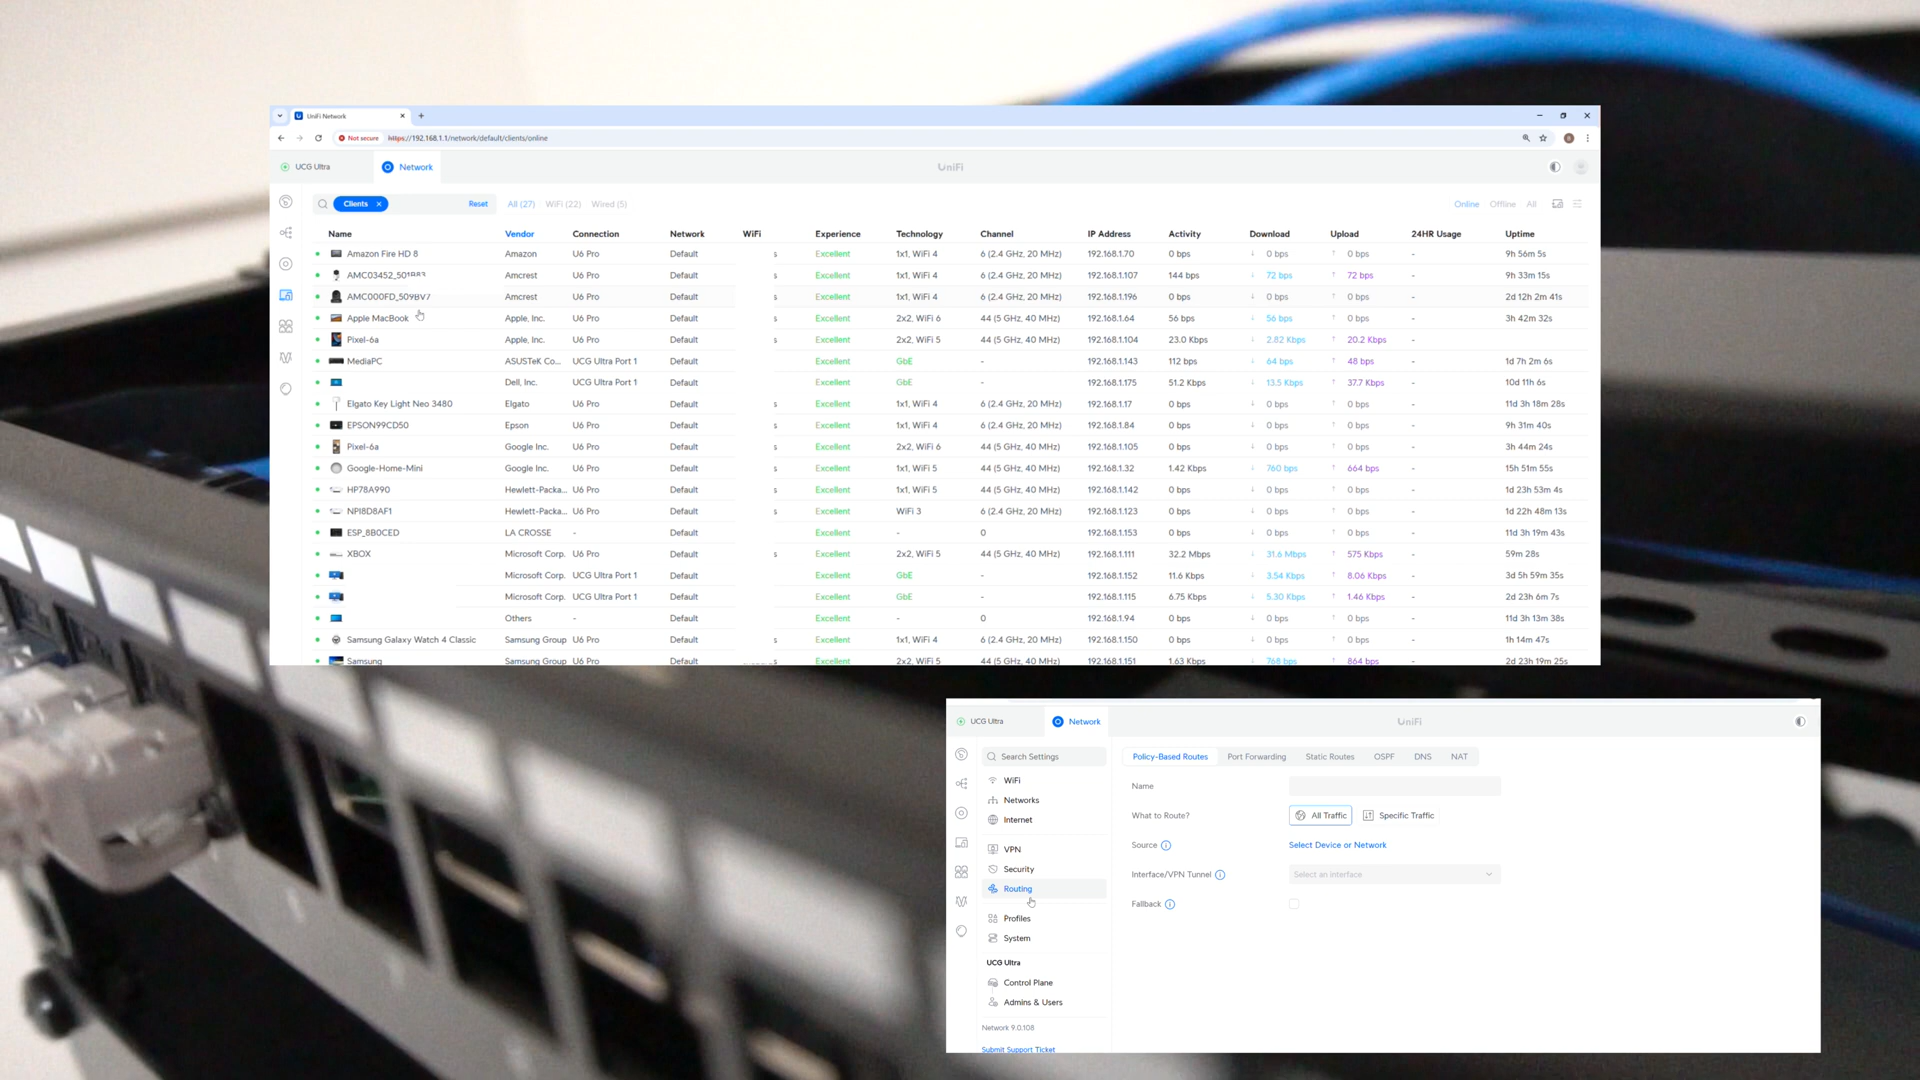 UniFi Network
Not secure https://192.168.1.1/network/default/clients/online
UCG Ultra Network UniFi
Clients Reset All (27) WiFi (22) Wired (5) Online Offline All
Name Vendor Connection Network WiFi Experience Technology Channel IP Address Activity Download Upload 24HR Usage Uptime
Amazon Fire HD 8 Amazon U6 Pro Default s Excellent 1x1, WiFi 4 6 (2.4 GHz, 20 MHz) 192.168.1.70 0 bps ↓ 0 bps ↑ 0 bps - 9h 56m 5s
Amcrest U6 Pro Default s Excellent 1x1, WiFi 4 6 (2.4 GHz, 20 MHz) 192.168.1.107 144 bps ↓ 72 bps ↑ 72 bps - 9h 33m 15s
AMC000FD_509BV7 Amcrest U6 Pro Default s Excellent 1x1, WiFi 4 6 (2.4 GHz, 20 MHz) 192.168.1.196 0 bps ↓ 0 bps ↑ 0 bps - 2d 12h 2m 41s
Apple MacBook Apple, Inc. U6 Pro Default s Excellent 2x2, WiFi 6 44 (5 GHz, 40 MHz) 192.168.1.64 56 bps ↓ 56 bps ↑ 0 bps - 3h 42m 32s
Pixel-6a Apple, Inc. U6 Pro Default s Excellent 2x2, WiFi 5 44 (5 GHz, 40 MHz) 192.168.1.104 23.0 Kbps ↓ 2.82 Kbps ↑ 20.2 Kbps -
MediaPC ASUSTeK Co... UCG Ultra Port 1 Default Excellent GbE - 192.168.1.143 112 bps ↓ 64 bps ↑ 48 bps - 1d 7h 2m 6s
Dell, Inc. UCG Ultra Port 1 Default Excellent GbE - 192.168.1.175 51.2 Kbps ↓ 13.5 Kbps ↑ 37.7 Kbps - 10d 11h 6s
Elgato Key Light Neo 3480 Elgato U6 Pro Default s Excellent 1x1, WiFi 4 6 (2.4 GHz, 20 MHz) 192.168.1.17 0 bps ↓ 0 bps ↑ 0 bps - 11d 3h 18m 28s
EPSON99CD50 Epson U6 Pro Default s Excellent 1x1, WiFi 4 6 (2.4 GHz, 20 MHz) 192.168.1.84 0 bps ↓ 0 bps ↑ 0 bps - 9h 31m 40s
Pixel-6a Google Inc. U6 Pro Default s Excellent 2x2, WiFi 6 44 (5 GHz, 40 MHz) 192.168.1.105 0 bps ↓ 0 bps ↑ 0 bps - 3h 44m 24s
Google-Home-Mini Google Inc. U6 Pro Default s Excellent 1x1, WiFi 5 44 (5 GHz, 40 MHz) 192.168.1.32 1.42 Kbps ↓ 760 bps ↑ 664 bps - 15h 51m 55s
HP78A990 Hewlett-Packa... U6 Pro Default s Excellent 1x1, WiFi 5 44 (5 GHz, 40 MHz) 192.168.1.142 0 bps ↓ 0 bps ↑ 0 bps - 1d 23h 53m 4s
NPI8D8AF1 Hewlett-Packa... U6 Pro Default s Excellent WiFi 3 6 (2.4 GHz, 20 MHz) 192.168.1.123 0 bps ↓ 0 bps ↑ 0 bps - 1d 22h 48m 13s
ESP_8B0CED LA CROSSE - Default s Excellent - 0 192.168.1.153 0 bps ↓ 0 bps ↑ 0 bps - 11d 3h 19m 43s
XBOX Microsoft Corp. U6 Pro Default s Excellent 2x2, WiFi 5 44 (5 GHz, 40 MHz) 192.168.1.111 32.2 Mbps ↓ 31.6 Mbps ↑ 575 Kbps - 59m 28s
Microsoft Corp. UCG Ultra Port 1 Default Excellent GbE - 192.168.1.152 11.6 Kbps ↓ 3.54 Kbps ↑ 8.06 Kbps - 3d 5h 59m 35s
Microsoft Corp. UCG Ultra Port 1 Default Excellent GbE - 192.168.1.115 6.75 Kbps ↓ 5.30 Kbps ↑ 1.46 Kbps - 2d 23h 6m 7s
Others - Default Excellent - 0 192.168.1.94 0 bps ↓ 0 bps ↑ 0 bps - 11d 3h 13m 38s
Samsung Galaxy Watch 4 Classic Samsung Group U6 Pro Default s Excellent 1x1, WiFi 4 6 (2.4 GHz, 20 MHz) 192.168.1.150 0 bps ↓ 0 bps ↑ 0 bps - 1h 14m 47s
Samsung Samsung Group U6 Pro Default s Excellent 2x2, WiFi 5 44 (5 GHz, 40 MHz) 192.168.1.151 1.63 Kbps ↓ 768 bps ↑ 864 bps - 2d 23h 19m 25s
UCG Ultra Network UniFi
Search Settings Policy-Based Routes Port Forwarding Static Routes OSPF DNS NAT
WiFi
Networks
Internet
VPN
Security
Routing
Profiles
System
UCG Ultra
Control Plane
Admins & Users
Network 9.0.108
Submit Support Ticket
Name
What to Route? All Traffic Specific Traffic
Source Select Device or Network
Interface/VPN Tunnel Select an interface
Fallback